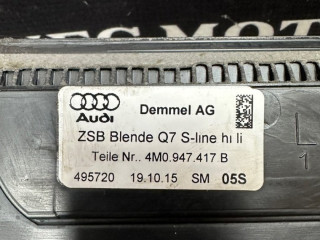 Audi
Demmel AG
ZSB Blende Q7 S-line hi li
Teile Nr.. 4M0.947.417 B
495720 19.10.15 SM 05S
L
1